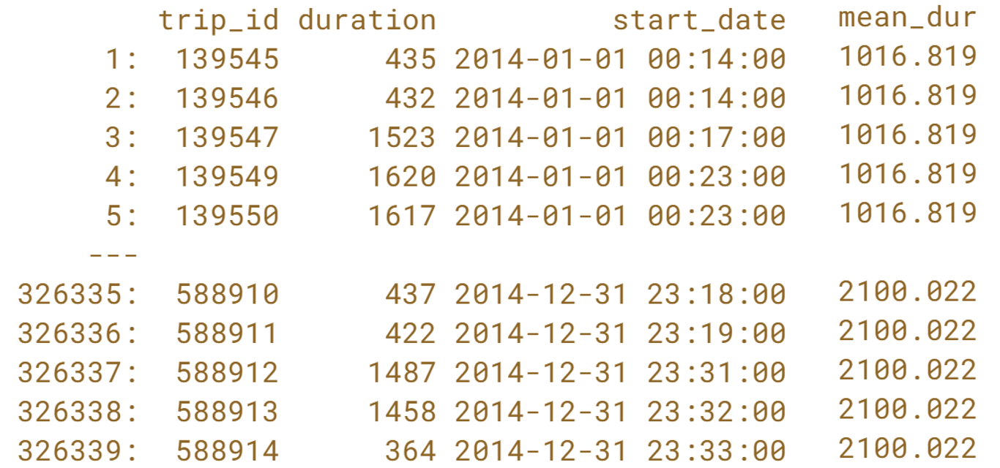 trip_id duration start_date mean_dur
1: 139545 435 2014-01-01 00:14:00 1016.819
2: 139546 432 2014-01-01 00:14:00 1016.819
3: 139547 1523 2014-01-01 00:17:00 1016.819
4: 139549 1620 2014-01-01 00:23:00 1016.819
5: 139550 1617 2014-01-01 00:23:00 1016.819
---
326335: 588910 437 2014-12-31 23:18:00 2100.022
326336: 588911 422 2014-12-31 23:19:00 2100.022
326337: 588912 1487 2014-12-31 23:31:00 2100.022
326338: 588913 1458 2014-12-31 23:32:00 2100.022
326339: 588914 364 2014-12-31 23:33:00 2100.022